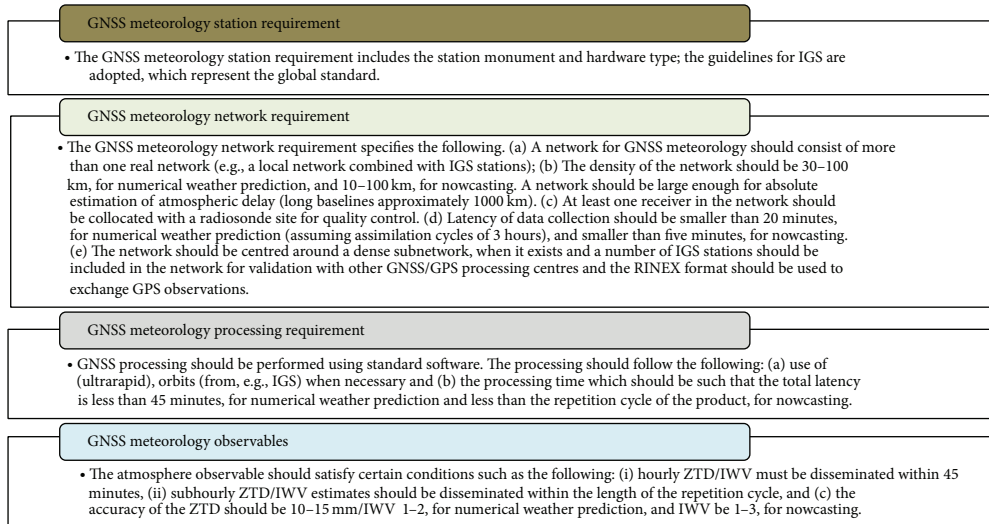 GNSS meteorology station requirement
• The GNSS meteorology station requirement includes the station monument and hardware type; the guidelines for IGS are
adopted, which represent the global standard.
GNSS meteorology network requirement
• The GNSS meteorology network requirement specifies the following. (a) A network for GNSS meteorology should consist of more
than one real network (e.g., a local network combined with IGS stations); (b) The density of the network should be 30–100
km, for numerical weather prediction, and 10–100 km, for nowcasting. A network should be large enough for absolute
estimation of atmospheric delay (long baselines approximately 1000 km). (c) At least one receiver in the network should
be collocated with a radiosonde site for quality control. (d) Latency of data collection should be smaller than 20 minutes,
for numerical weather prediction (assuming assimilation cycles of 3 hours), and smaller than five minutes, for nowcasting.
(e) The network should be centred around a dense subnetwork, when it exists and a number of IGS stations should be
included in the network for validation with other GNSS/GPS processing centres and the RINEX format should be used to
exchange GPS observations.
GNSS meteorology processing requirement
• GNSS processing should be performed using standard software. The processing should follow the following: (a) use of
(ultrarapid), orbits (from, e.g., IGS) when necessary and (b) the processing time which should be such that the total latency
is less than 45 minutes, for numerical weather prediction and less than the repetition cycle of the product, for nowcasting.
GNSS meteorology observables
• The atmosphere observable should satisfy certain conditions such as the following: (i) hourly ZTD/IWV must be disseminated within 45
minutes, (ii) subhourly ZTD/IWV estimates should be disseminated within the length of the repetition cycle, and (c) the
accuracy of the ZTD should be 10–15 mm/IWV 1–2, for numerical weather prediction, and IWV be 1–3, for nowcasting.